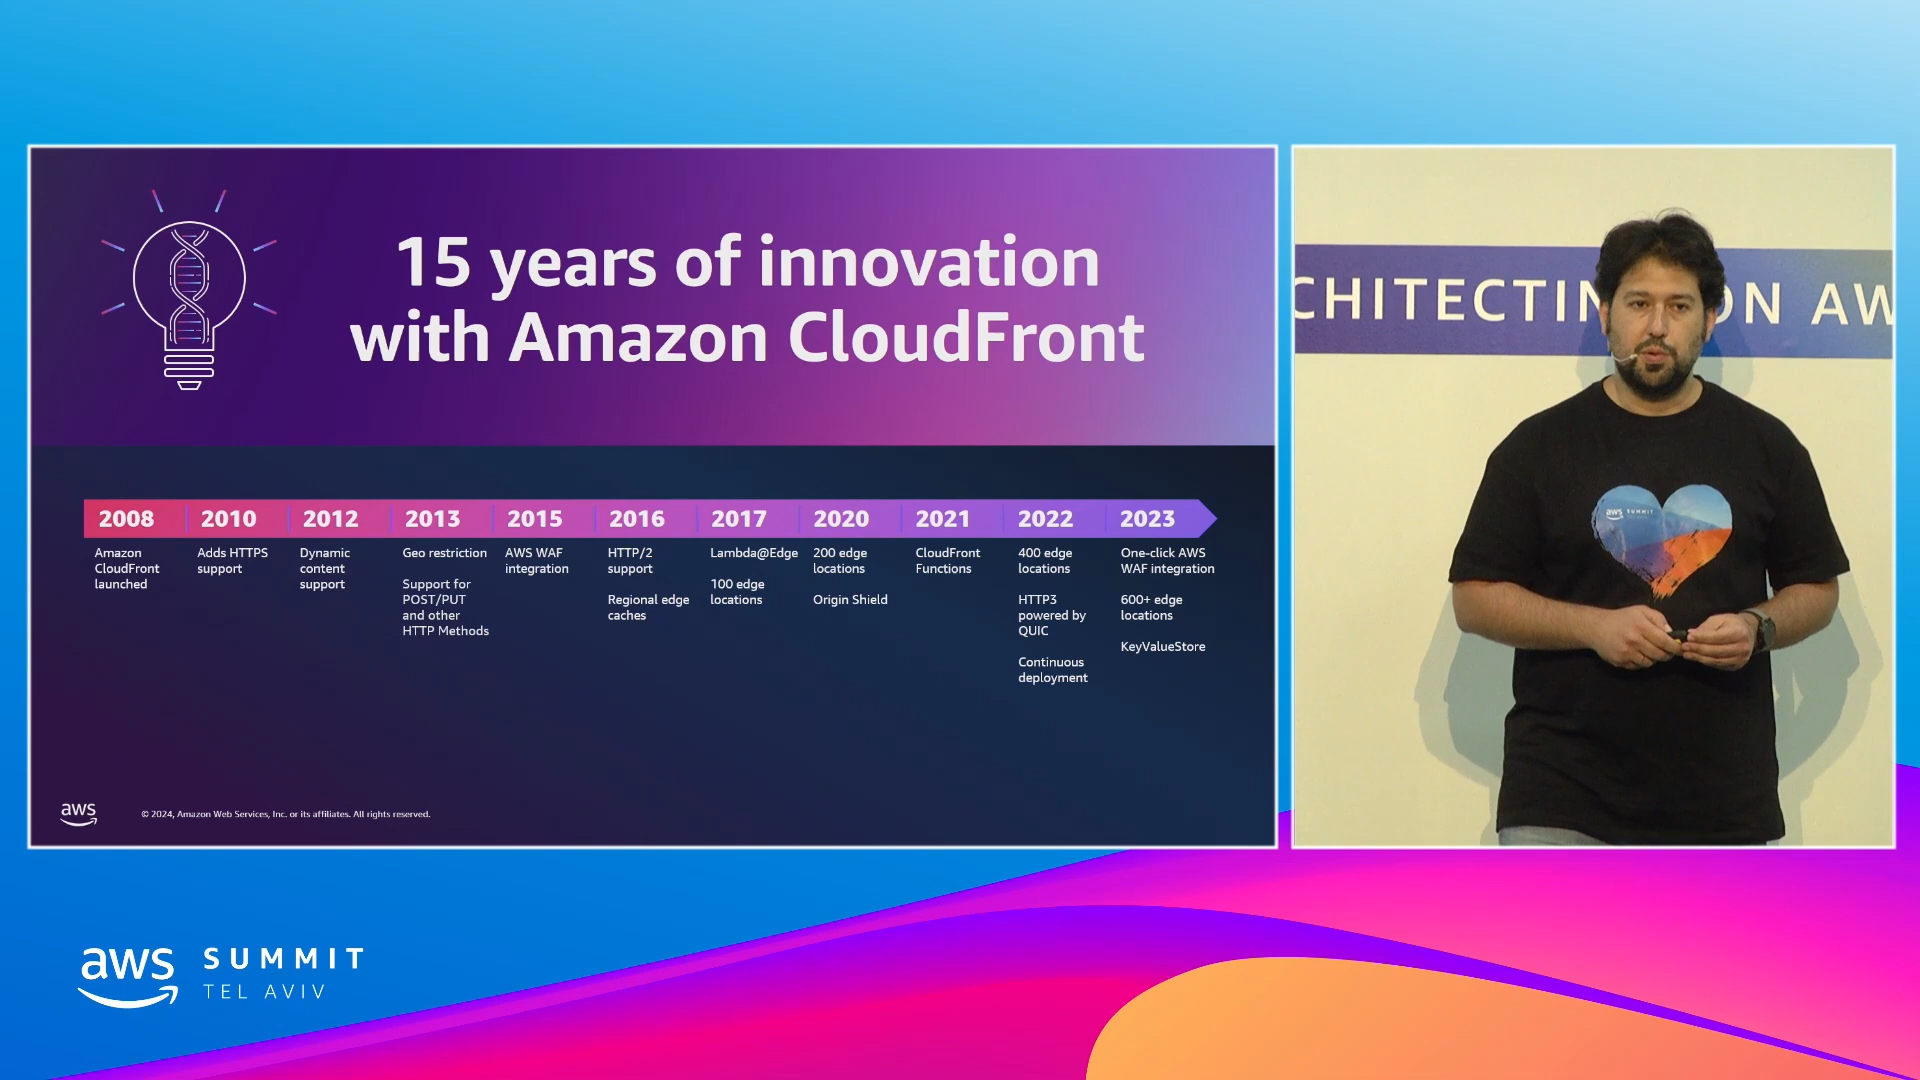 15 years of innovation
with Amazon CloudFront
2008
Amazon
CloudFront
launched
2010
Adds HTTPS
support
2012
Dynamic
content
support
2013
Geo restriction
Support for
POST/PUT
and other
HTTP Methods
2015
AWS WAF
integration
2016
HTTP/2
support
Regional edge
caches
2017
Lambda@Edge
100 edge
locations
2020
200 edge
locations
Origin Shield
2021
CloudFront
Functions
2022
400 edge
locations
HTTP3
powered by
QUIC
Continuous
deployment
2023
One-click AWS
WAF integration
600+ edge
locations
KeyValueStore
aws
© 2024, Amazon Web Services, Inc. or its affiliates. All rights reserved.
CHITECTIN ON AW
aws SUMMIT
aws SUMMIT
TEL AVIV